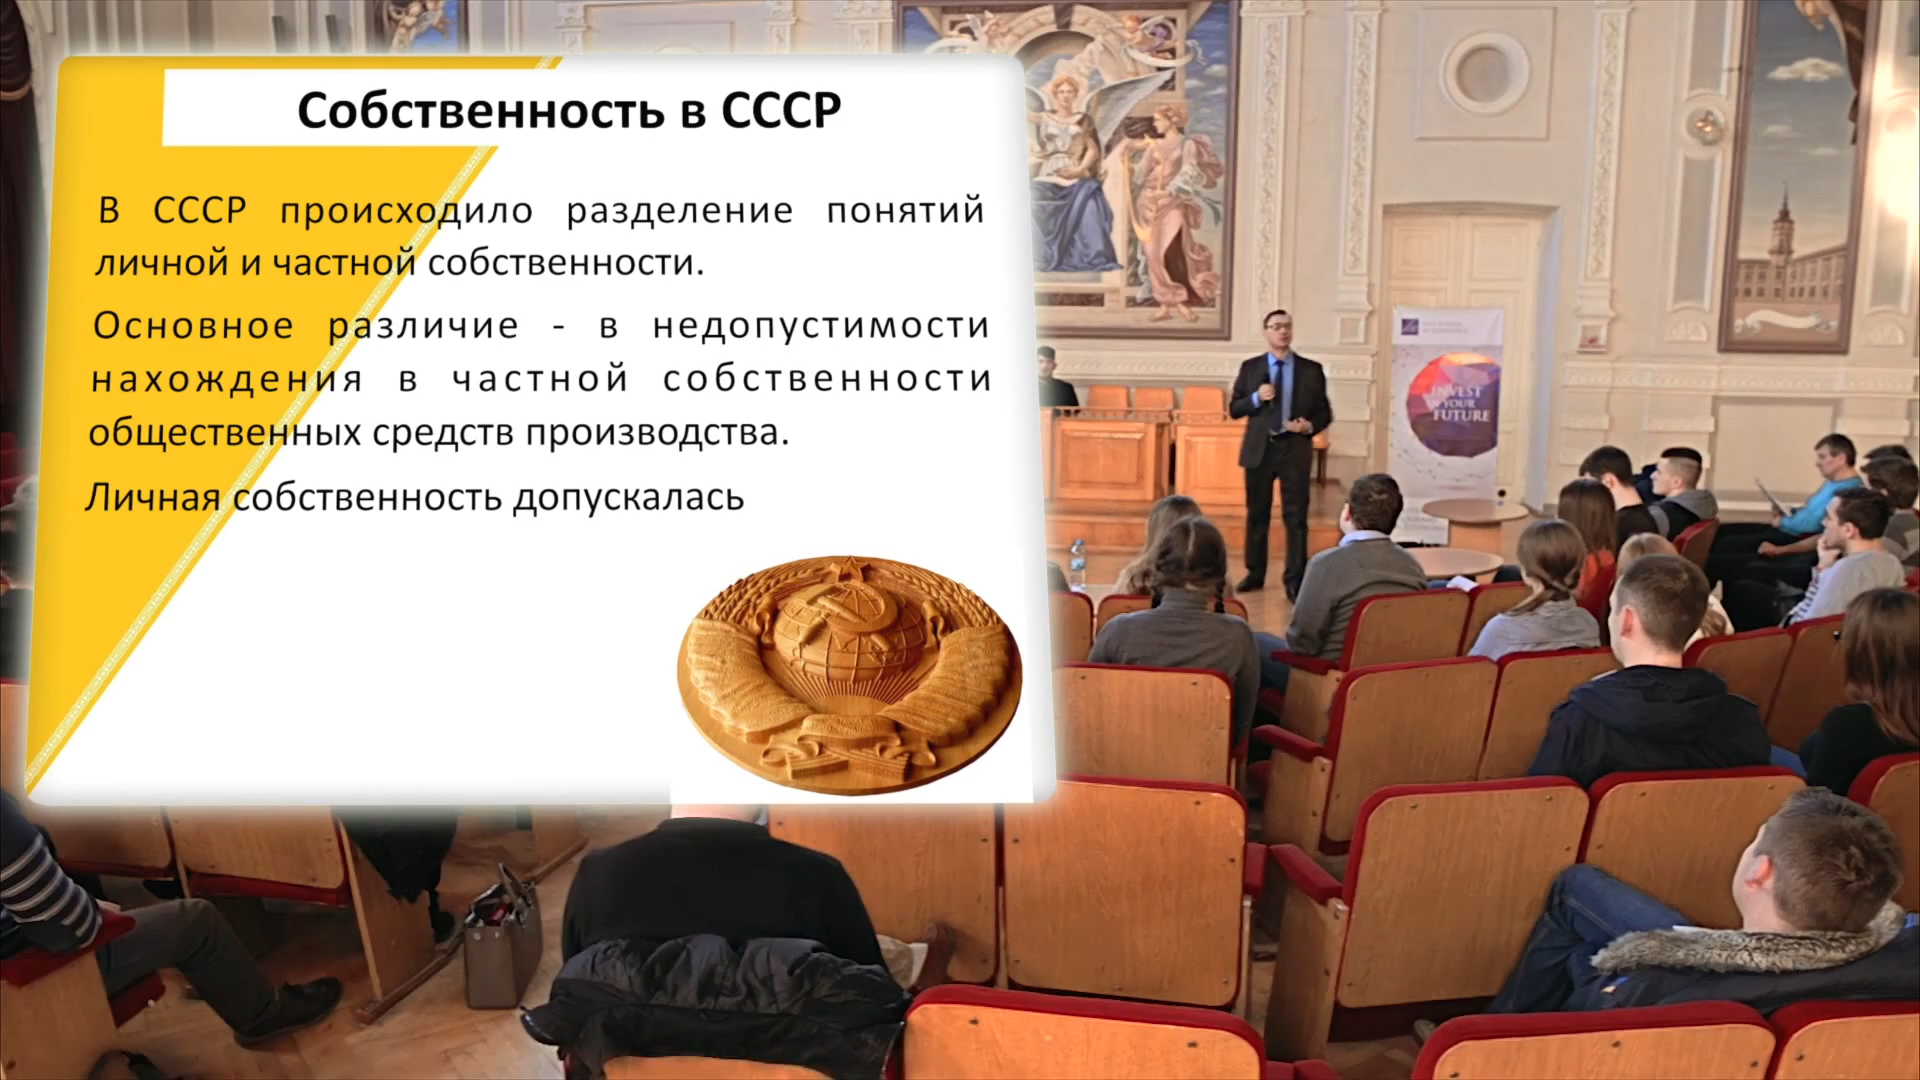 Собственность в СССР
В СССР происходило разделение понятий
личной и частной собственности.
Основное различие - в недопустимости
нахождения в частной собственности
общественных средств производства.
Личная собственность допускалась
INVEST
IN YOUR
FUTURE